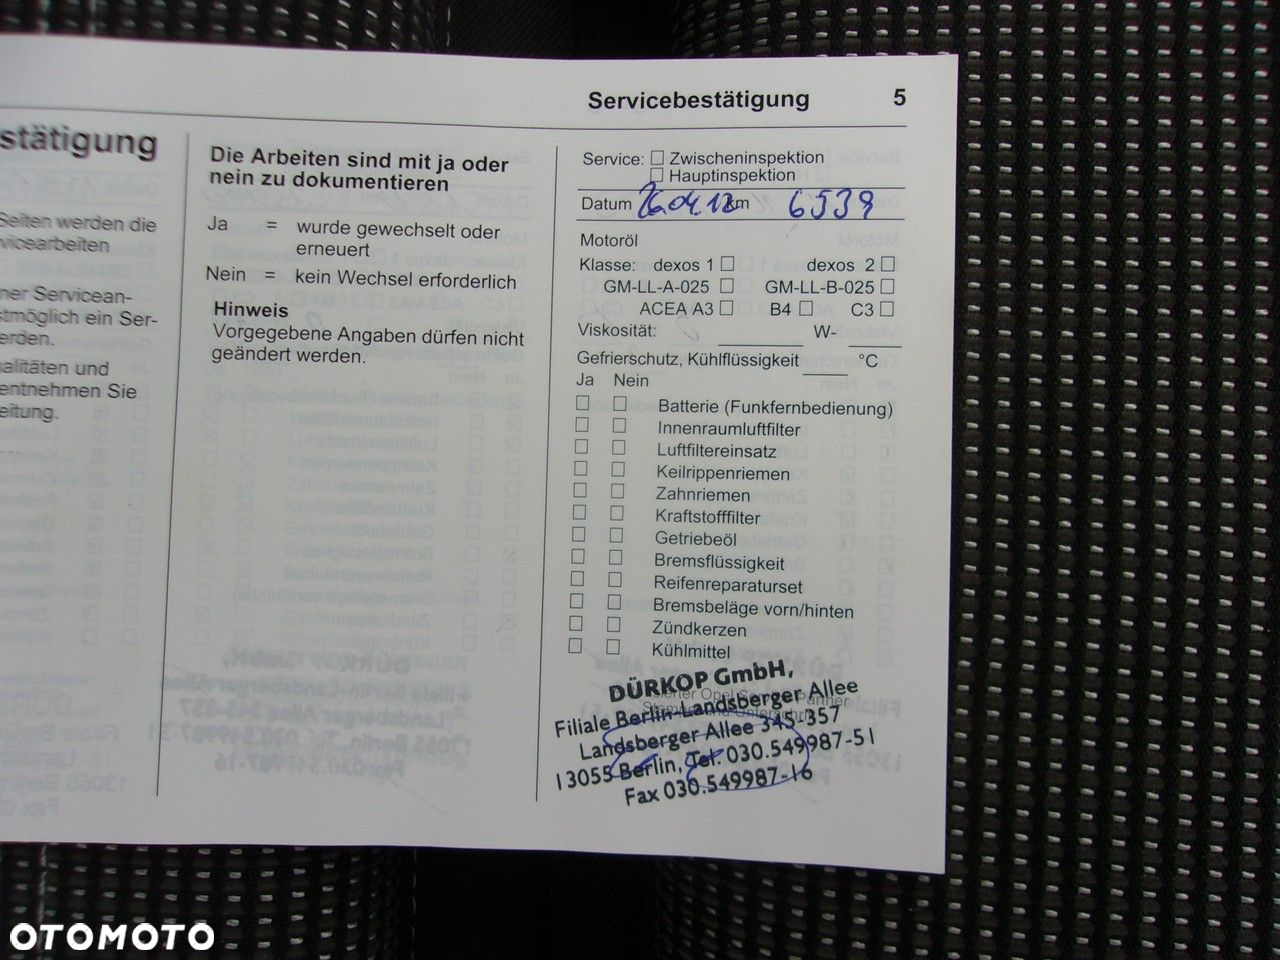 Servicebestätigung 5
stätigung
Seiten werden die
vicearbeiten
ner Servicean-
stmöglich ein Ser-
erden.
ualitäten und
entnehmen Sie
eitung.
Die Arbeiten sind mit ja oder
nein zu dokumentieren
Ja = wurde gewechselt oder
erneuert
Nein = kein Wechsel erforderlich
Hinweis
Vorgegebene Angaben dürfen nicht
geändert werden.
Service: ☐ Zwischeninspektion
☐ Hauptinspektion
Datum 26.04.12 km 6539
Motoröl
Klasse: dexos 1 ☐ dexos 2 ☐
GM-LL-A-025 ☐ GM-LL-B-025 ☐
ACEA A3 ☐ B4 ☐ C3 ☐
Viskosität: ____ W- ____
Gefrierschutz, Kühlflüssigkeit ____ °C
Ja Nein
☐ ☐ Batterie (Funkfernbedienung)
☐ ☐ Innenraumluftfilter
☐ ☐ Luftfiltereinsatz
☐ ☐ Keilrippenriemen
☐ ☐ Zahnriemen
☐ ☐ Kraftstofffilter
☐ ☐ Getriebeöl
☐ ☐ Bremsflüssigkeit
☐ ☐ Reifenreparaturset
☐ ☐ Bremsbeläge vorn/hinten
☐ ☐ Zündkerzen
☐ ☐ Kühlmittel
DÜRKOP GmbH,
Filiale Berlin-Landsberger Allee
Landsberger Allee 345-357
13055 Berlin, Tel. 030.549987-51
Fax 030.549987-16
OTOMOTO